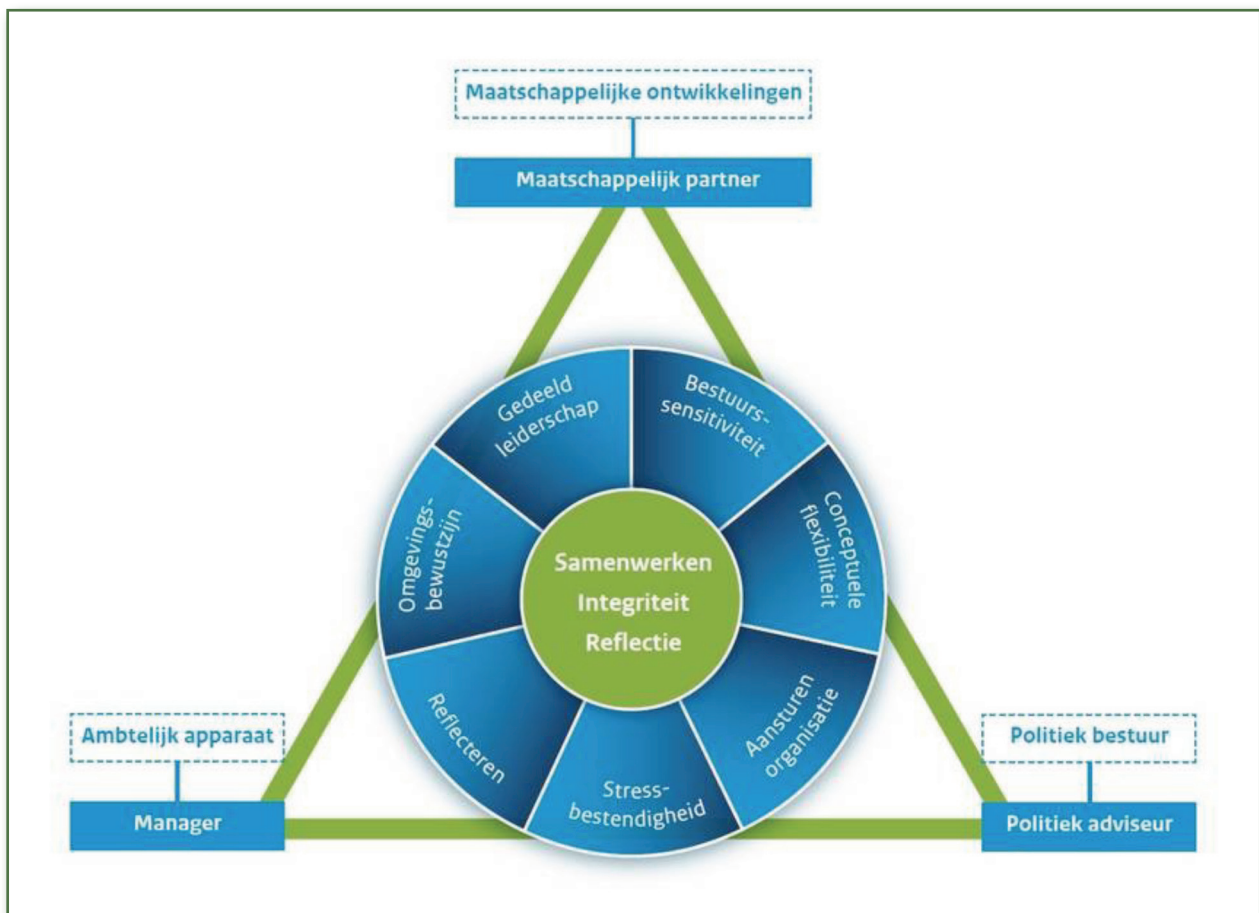 Maatschappelijke ontwikkelingen
Maatschappelijk partner
Gedeeld
leiderschap
Bestuurs-
sensitiviteit
Conceptuele
flexibiliteit
Aansturen
organisatie
Stress-
bestendigheid
Reflecteren
Omgevings-
bewustzijn
Samenwerken
Integriteit
Reflectie
Ambtelijk apparaat
Manager
Politiek bestuur
Politiek adviseur